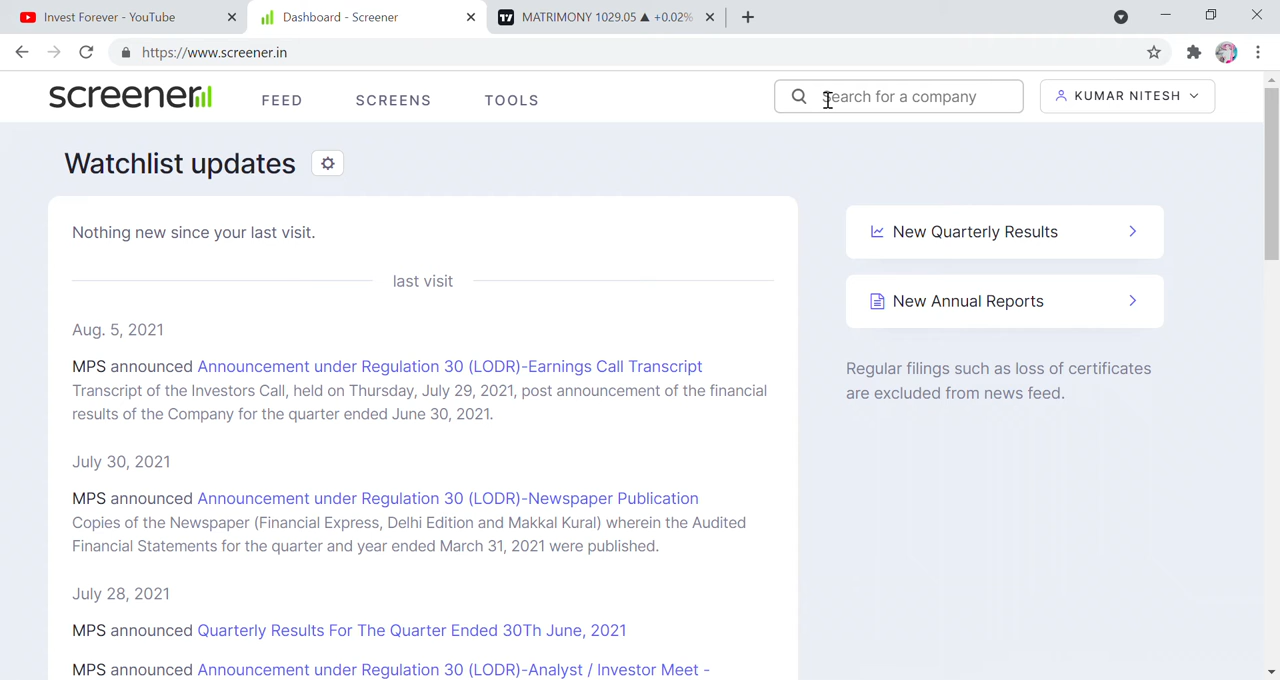 Invest Forever - YouTube
Dashboard - Screener
MATRIMONY 1029.05 ▲ +0.02%
https://www.screener.in
screener
FEED
SCREENS
TOOLS
Search for a company
KUMAR NITESH
Watchlist updates
Nothing new since your last visit.
last visit
Aug. 5, 2021
MPS announced Announcement under Regulation 30 (LODR)-Earnings Call Transcript
Transcript of the Investors Call, held on Thursday, July 29, 2021, post announcement of the financial
results of the Company for the quarter ended June 30, 2021.
July 30, 2021
MPS announced Announcement under Regulation 30 (LODR)-Newspaper Publication
Copies of the Newspaper (Financial Express, Delhi Edition and Makkal Kural) wherein the Audited
Financial Statements for the quarter and year ended March 31, 2021 were published.
July 28, 2021
MPS announced Quarterly Results For The Quarter Ended 30Th June, 2021
MPS announced Announcement under Regulation 30 (LODR)-Analyst / Investor Meet -
New Quarterly Results
New Annual Reports
Regular filings such as loss of certificates
are excluded from news feed.